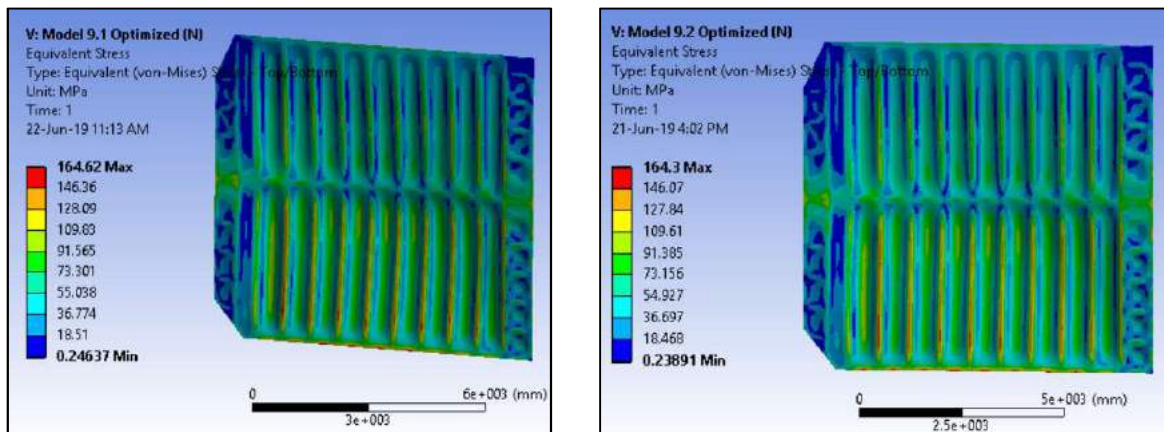 V: Model 9.1 Optimized (N)
Equivalent Stress
Type: Equivalent (von-Mises) Stress - Top/Bottom
Unit: MPa
Time: 1
22-Jun-19 11:13 AM
164.62 Max
146.36
128.09
109.83
91.565
73.301
55.038
36.774
18.51
0.24637 Min
0 6e+003 (mm)
3e+003
V: Model 9.2 Optimized (N)
Equivalent Stress
Type: Equivalent (von-Mises) Stress - Top/Bottom
Unit: MPa
Time: 1
21-Jun-19 4:02 PM
164.3 Max
146.07
127.84
109.61
91.385
73.156
54.927
36.697
18.468
0.23891 Min
0 5e+003 (mm)
2.5e+003